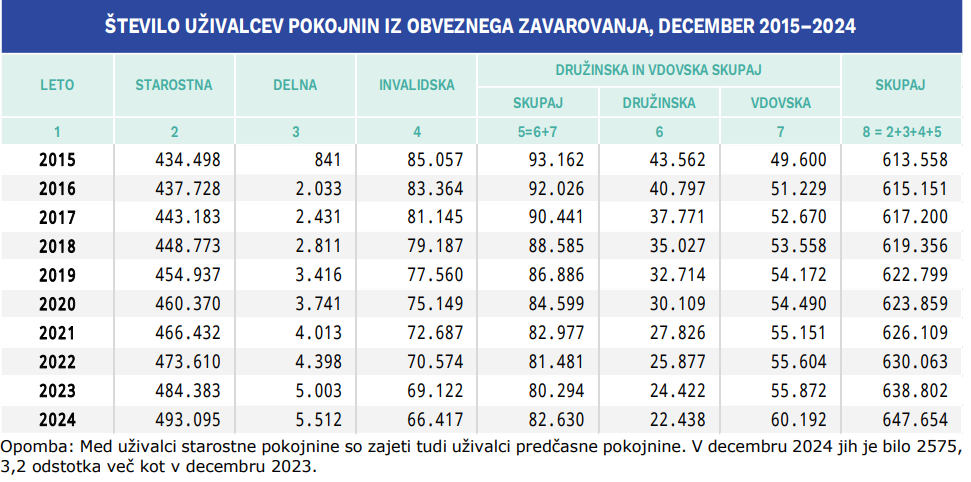 ŠTEVILO UŽIVALCEV POKOJNIN IZ OBVEZNEGA ZAVAROVANJA, DECEMBER 2015–2024
LETO STAROSTNA DELNA INVALIDSKA DRUŽINSKA IN VDOVSKA SKUPAJ SKUPAJ
SKUPAJ DRUŽINSKA VDOVSKA
1 2 3 4 5=6+7 6 7 8 = 2+3+4+5
2015 434.498 841 85.057 93.162 43.562 49.600 613.558
2016 437.728 2.033 83.364 92.026 40.797 51.229 615.151
2017 443.183 2.431 81.145 90.441 37.771 52.670 617.200
2018 448.773 2.811 79.187 88.585 35.027 53.558 619.356
2019 454.937 3.416 77.560 86.886 32.714 54.172 622.799
2020 460.370 3.741 75.149 84.599 30.109 54.490 623.859
2021 466.432 4.013 72.687 82.977 27.826 55.151 626.109
2022 473.610 4.398 70.574 81.481 25.877 55.604 630.063
2023 484.383 5.003 69.122 80.294 24.422 55.872 638.802
2024 493.095 5.512 66.417 82.630 22.438 60.192 647.654
Opomba: Med uživalci starostne pokojnine so zajeti tudi uživalci predčasne pokojnine. V decembru 2024 jih je bilo 2575,
3,2 odstotka več kot v decembru 2023.